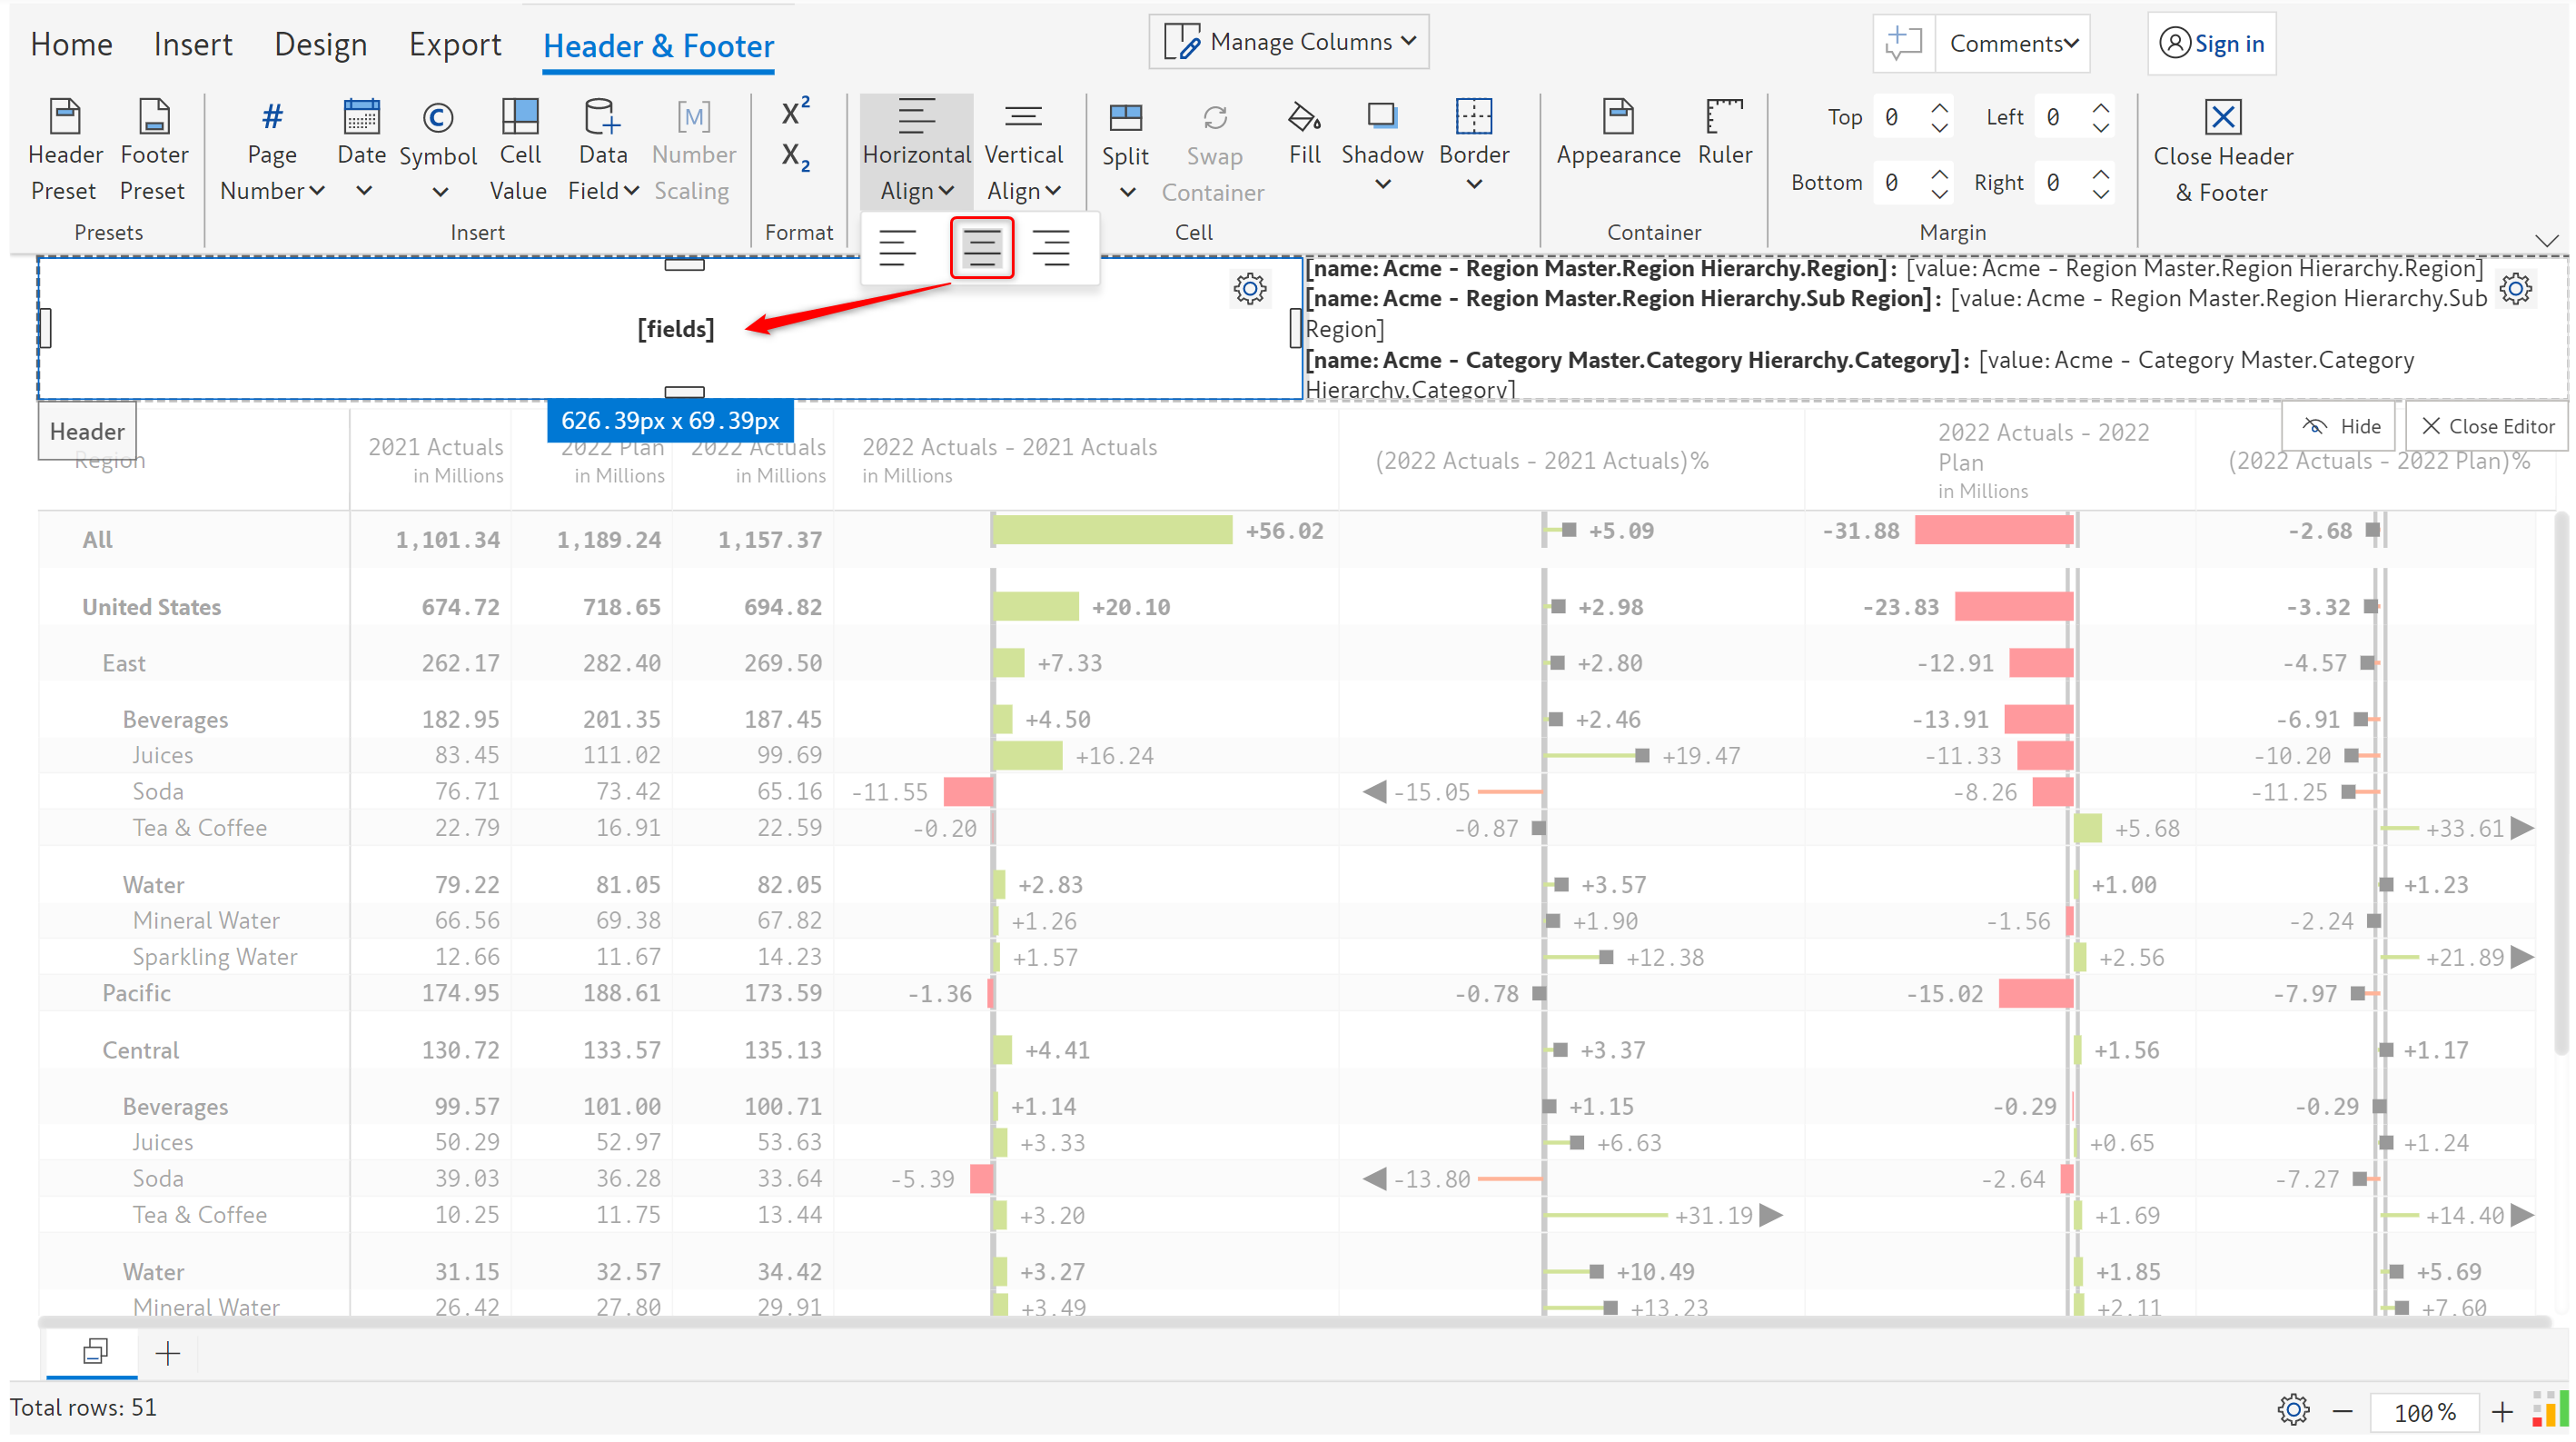 Home Insert Design Export Header & Footer Manage Columns Comments Sign in
Header Preset Footer Preset Page Number Date Symbol Cell Value Data Field [M] Number Scaling X² X₂ Horizontal Align Vertical Align Split Swap Container Fill Shadow Border Appearance Ruler Top 0 Left 0 Bottom 0 Right 0 Close Header & Footer
Presets Insert Format Cell Container Margin
[fields]
[name: Acme - Region Master.Region Hierarchy.Region]: [value: Acme - Region Master.Region Hierarchy.Region]
[name: Acme - Region Master.Region Hierarchy.Sub Region]: [value: Acme - Region Master.Region Hierarchy.Sub
Region]
[name: Acme - Category Master.Category Hierarchy.Category]: [value: Acme - Category Master.Category
Hierarchy.Category]
626.39px x 69.39px
Header
Hide Close Editor
Region 2021 Actuals in Millions 2022 Plan in Millions 2022 Actuals in Millions 2022 Actuals - 2021 Actuals in Millions (2022 Actuals - 2021 Actuals)% 2022 Actuals - 2022 Plan in Millions (2022 Actuals - 2022 Plan)%
All 1,101.34 1,189.24 1,157.37 +56.02 +5.09 -31.88 -2.68
United States 674.72 718.65 694.82 +20.10 +2.98 -23.83 -3.32
East 262.17 282.40 269.50 +7.33 +2.80 -12.91 -4.57
Beverages 182.95 201.35 187.45 +4.50 +2.46 -13.91 -6.91
Juices 83.45 111.02 99.69 +16.24 +19.47 -11.33 -10.20
Soda 76.71 73.42 65.16 -11.55 -15.05 -8.26 -11.25
Tea & Coffee 22.79 16.91 22.59 -0.20 -0.87 +5.68 +33.61
Water 79.22 81.05 82.05 +2.83 +3.57 +1.00 +1.23
Mineral Water 66.56 69.38 67.82 +1.26 +1.90 -1.56 -2.24
Sparkling Water 12.66 11.67 14.23 +1.57 +12.38 +2.56 +21.89
Pacific 174.95 188.61 173.59 -1.36 -0.78 -15.02 -7.97
Central 130.72 133.57 135.13 +4.41 +3.37 +1.56 +1.17
Beverages 99.57 101.00 100.71 +1.14 +1.15 -0.29 -0.29
Juices 50.29 52.97 53.63 +3.33 +6.63 +0.65 +1.24
Soda 39.03 36.28 33.64 -5.39 -13.80 -2.64 -7.27
Tea & Coffee 10.25 11.75 13.44 +3.20 +31.19 +1.69 +14.40
Water 31.15 32.57 34.42 +3.27 +10.49 +1.85 +5.69
Mineral Water 26.42 27.80 29.91 +3.49 +13.23 +2.11 +7.60
Total rows: 51 100 %